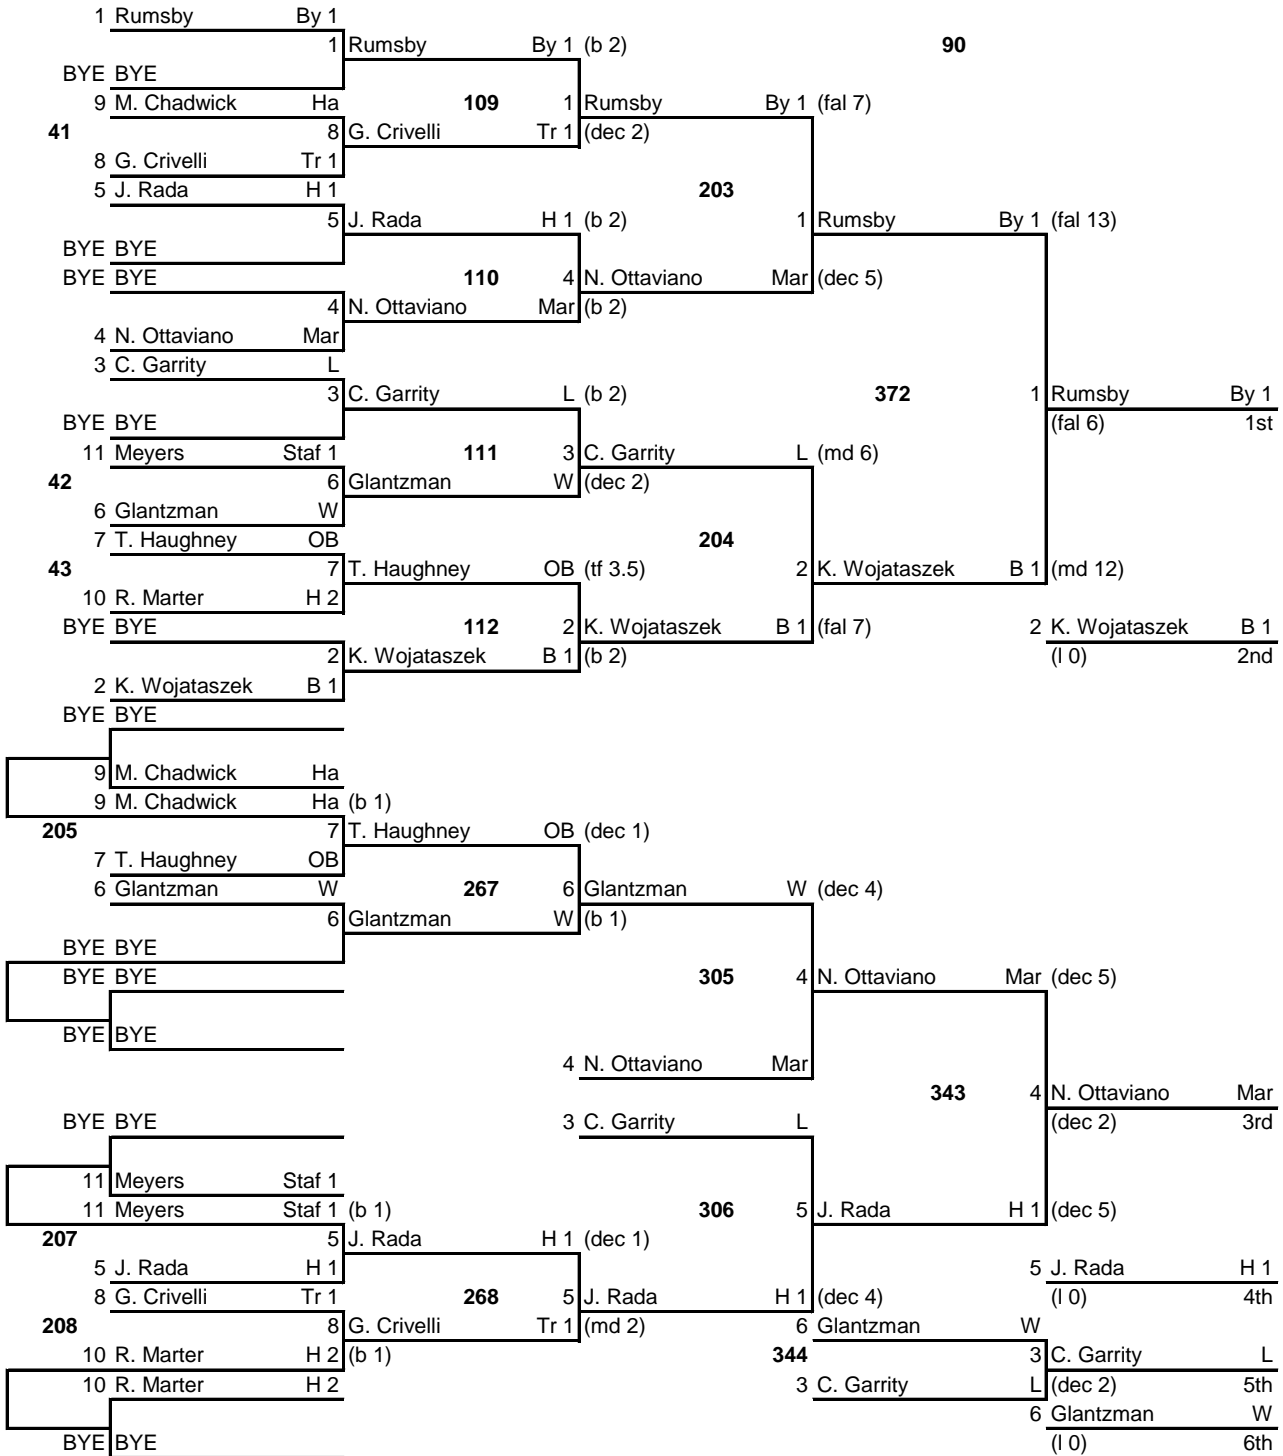 1 Rumsby By 1
1 Rumsby By 1 (b 2) 90
BYE BYE
9 M. Chadwick Ha 109 1 Rumsby By 1 (fal 7)
41 8 G. Crivelli Tr 1 (dec 2)
8 G. Crivelli Tr 1
5 J. Rada H 1 203
5 J. Rada H 1 (b 2) 1 Rumsby By 1 (fal 13)
BYE BYE
BYE BYE 110 4 N. Ottaviano Mar (dec 5)
4 N. Ottaviano Mar (b 2)
4 N. Ottaviano Mar
3 C. Garrity L
3 C. Garrity L (b 2) 372 1 Rumsby By 1
BYE BYE (fal 6) 1st
11 Meyers Staf 1 111 3 C. Garrity L (md 6)
42 6 Glantzman W (dec 2)
6 Glantzman W
7 T. Haughney OB 204
43 7 T. Haughney OB (tf 3.5) 2 K. Wojataszek B 1 (md 12)
10 R. Marter H 2
BYE BYE 112 2 K. Wojataszek B 1 (fal 7) 2 K. Wojataszek B 1
2 K. Wojataszek B 1 (b 2) (l 0) 2nd
2 K. Wojataszek B 1
BYE BYE
9 M. Chadwick Ha
9 M. Chadwick Ha (b 1)
205 7 T. Haughney OB (dec 1)
7 T. Haughney OB
6 Glantzman W 267 6 Glantzman W (dec 4)
6 Glantzman W (b 1)
BYE BYE
BYE BYE 305 4 N. Ottaviano Mar (dec 5)
BYE BYE
4 N. Ottaviano Mar
343 4 N. Ottaviano Mar
BYE BYE 3 C. Garrity L (dec 2) 3rd
11 Meyers Staf 1
11 Meyers Staf 1 (b 1) 306 5 J. Rada H 1 (dec 5)
207 5 J. Rada H 1 (dec 1)
5 J. Rada H 1 5 J. Rada H 1
8 G. Crivelli Tr 1 268 5 J. Rada H 1 (dec 4) (l 0) 4th
208 8 G. Crivelli Tr 1 (md 2) 6 Glantzman W
10 R. Marter H 2 (b 1) 344 3 C. Garrity L
10 R. Marter H 2 3 C. Garrity L (dec 2) 5th
6 Glantzman W
BYE BYE (l 0) 6th